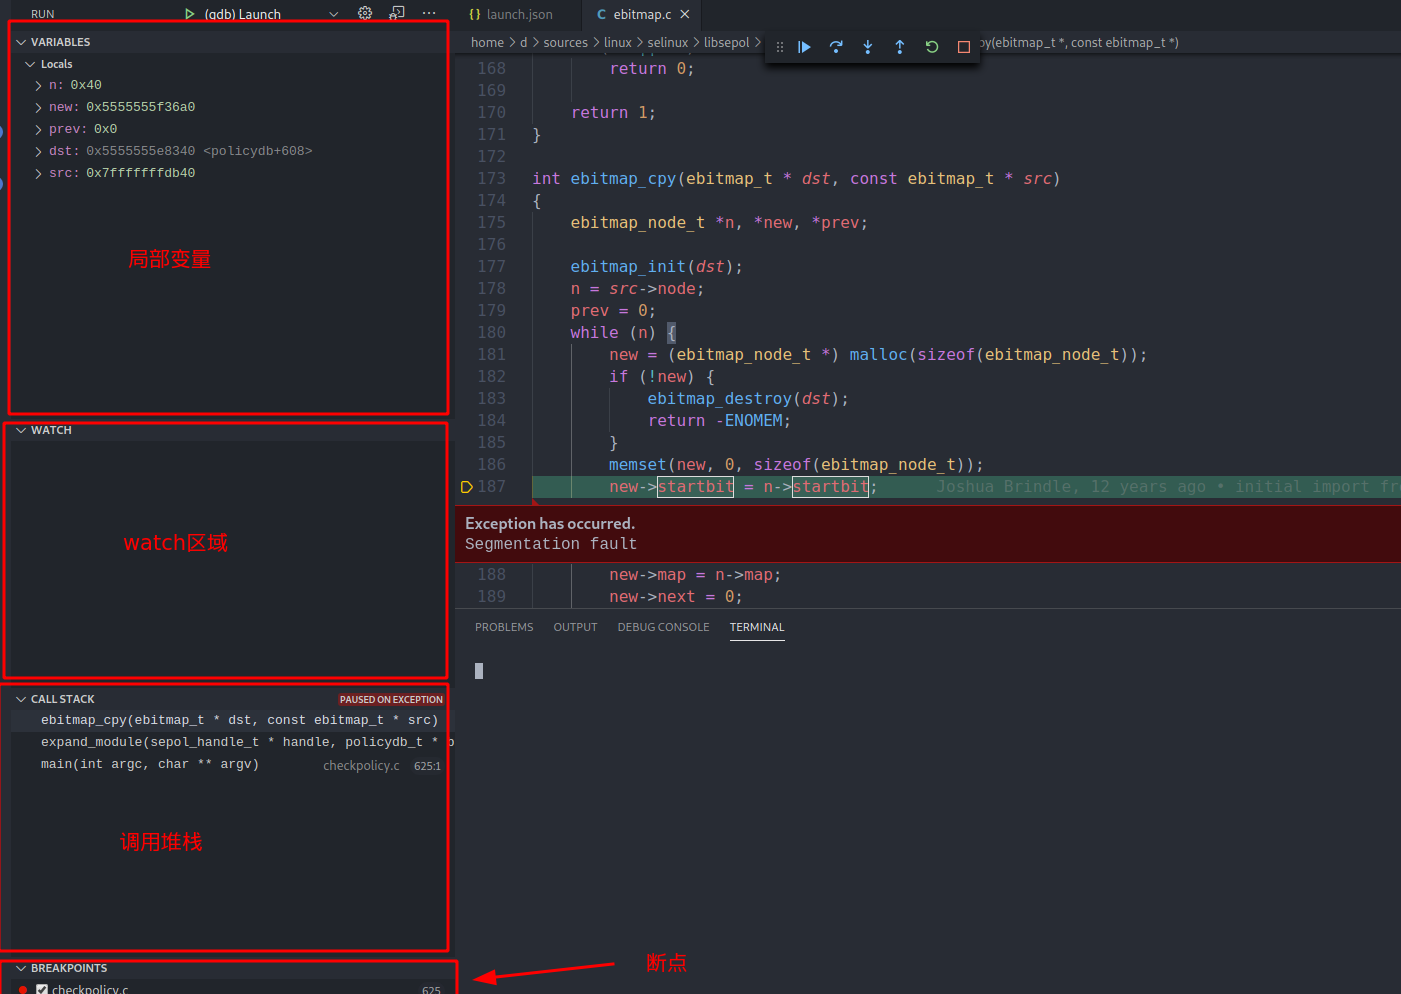 RUN
(gdb) Launch
VARIABLES
Locals
n: 0x40
new: 0x5555555f36a0
prev: 0x0
dst: 0x5555555e8340 <policydb+608>
src: 0x7fffffffdb40
局部变量
WATCH
watch区域
CALL STACK
PAUSED ON EXCEPTION
ebitmap_cpy(ebitmap_t * dst, const ebitmap_t * src)
expand_module(sepol_handle_t * handle, policydb_t * b
main(int argc, char ** argv) checkpolicy.c 625:1
调用堆栈
BREAKPOINTS
checkpolicy.c 625
断点
{} launch.json
C ebitmap.c
home > d > sources > linux > selinux > libsepol > py(ebitmap_t *, const ebitmap_t *)
168 return 0;
169
170 return 1;
171 }
172
173 int ebitmap_cpy(ebitmap_t * dst, const ebitmap_t * src)
174 {
175 ebitmap_node_t *n, *new, *prev;
176
177 ebitmap_init(dst);
178 n = src->node;
179 prev = 0;
180 while (n) {
181 new = (ebitmap_node_t *) malloc(sizeof(ebitmap_node_t));
182 if (!new) {
183 ebitmap_destroy(dst);
184 return -ENOMEM;
185 }
186 memset(new, 0, sizeof(ebitmap_node_t));
187 new->startbit = n->startbit; Joshua Brindle, 12 years ago • initial import fr
Exception has occurred.
Segmentation fault
188 new->map = n->map;
189 new->next = 0;
PROBLEMS OUTPUT DEBUG CONSOLE TERMINAL